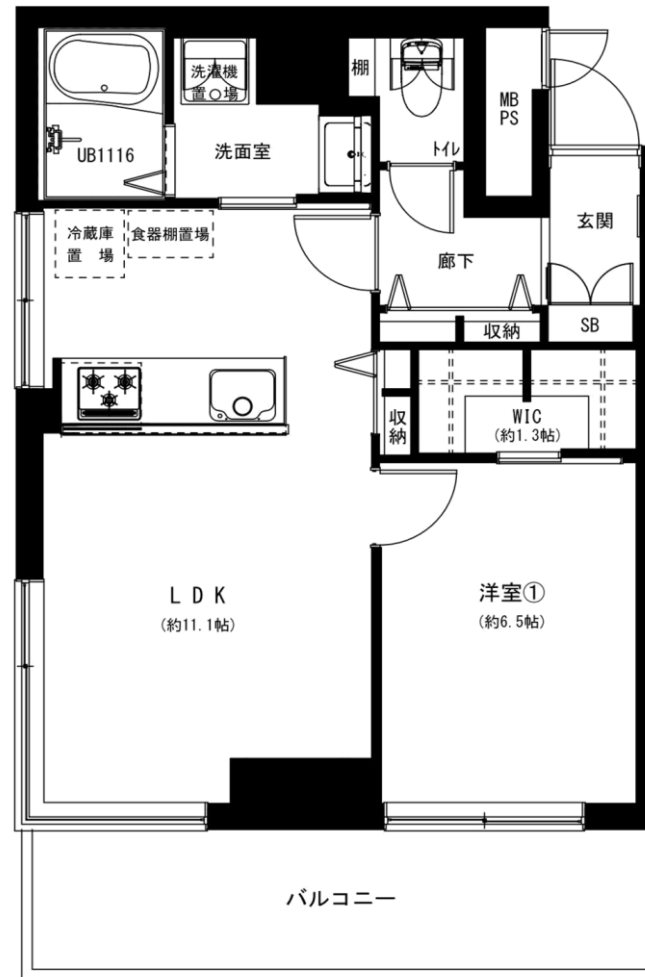 洗濯機
置場
棚
MB
PS
UB1116
洗面室
トイレ
玄関
冷蔵庫
置場
食器棚置場
廊下
収納
SB
収納
WIC
(約1.3帖)
LDK
(約11.1帖)
洋室①
(約6.5帖)
バルコニー